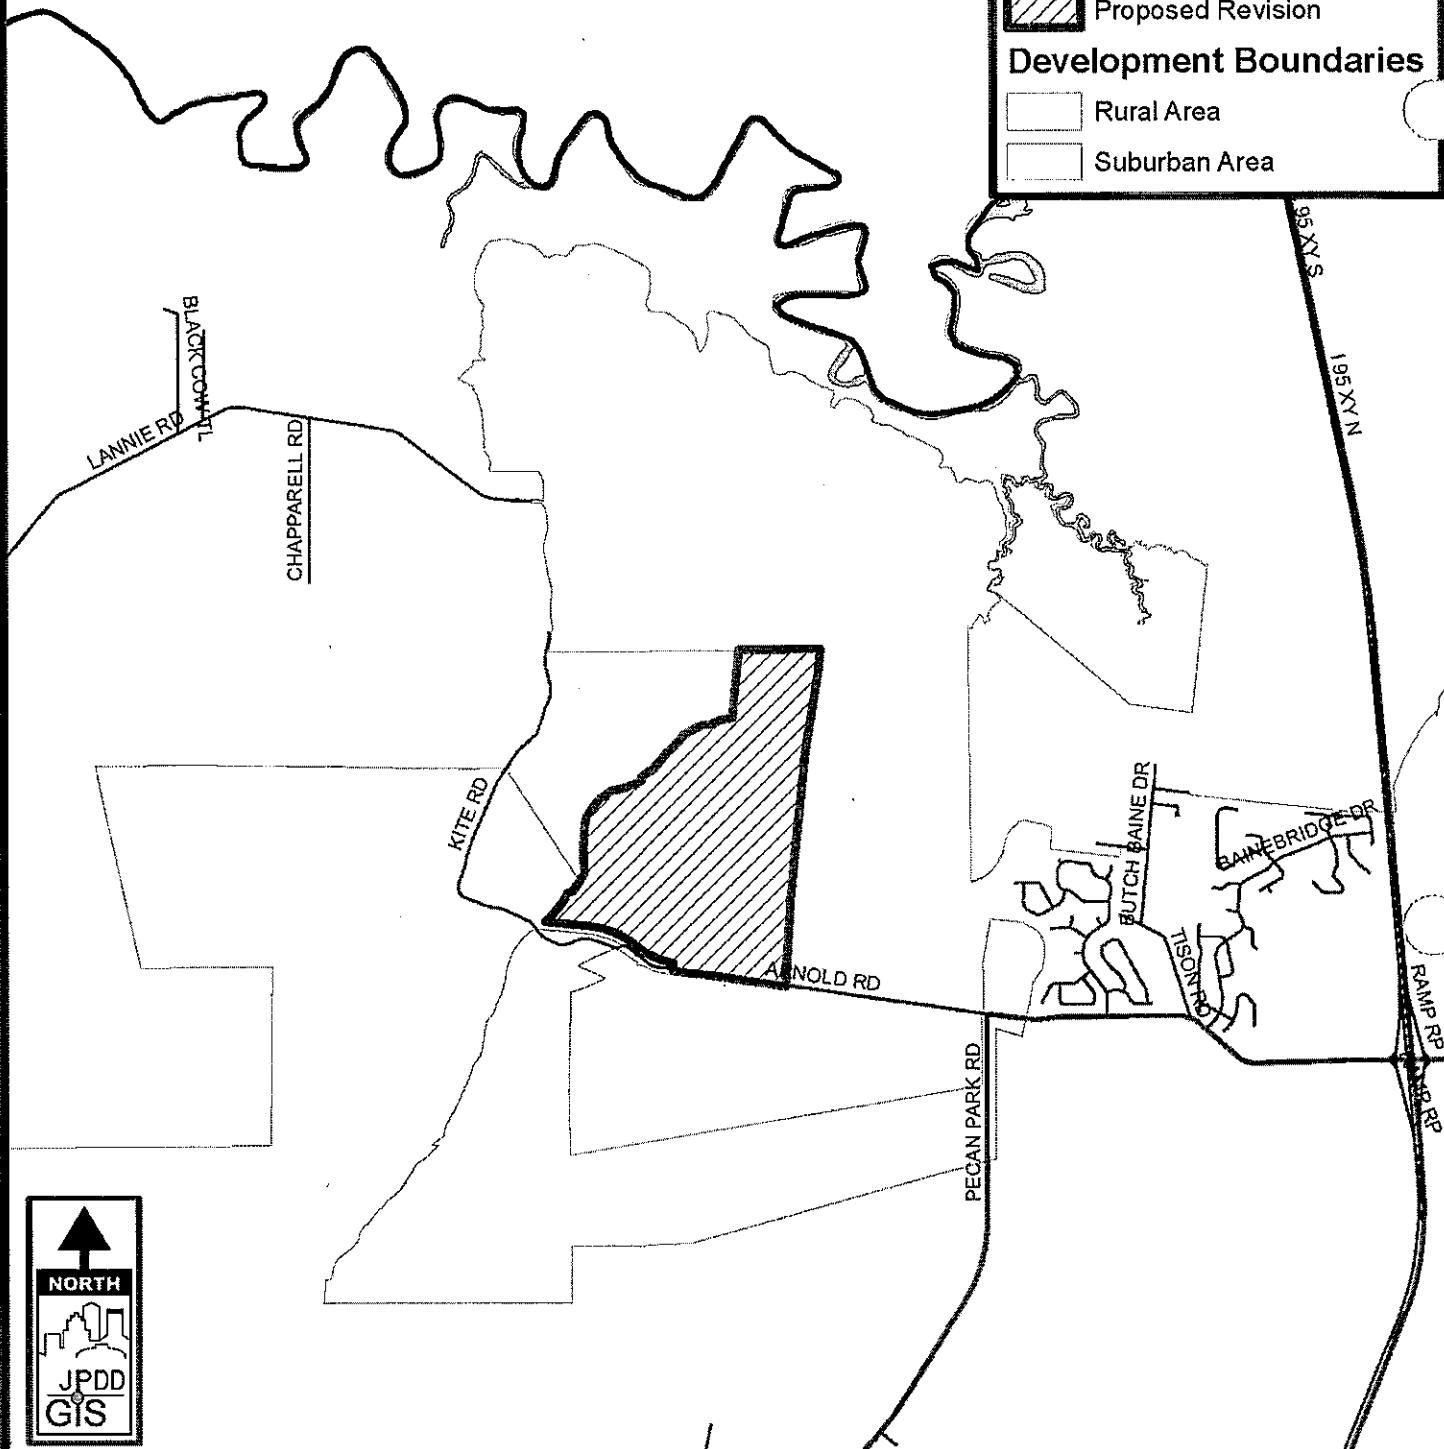 Proposed Revision
Development Boundaries
Rural Area
Suburban Area
95 XY S
195 XY N
BLACK COW TL
LANNIE RD
CHAPPARELL RD
KITE RD
BUTCH BAINE DR
BAINEBRIDGE DR
TISON RD
ARNOLD RD
RAMP RP
PECAN PARK RD
NORTH
JPDD
GIS